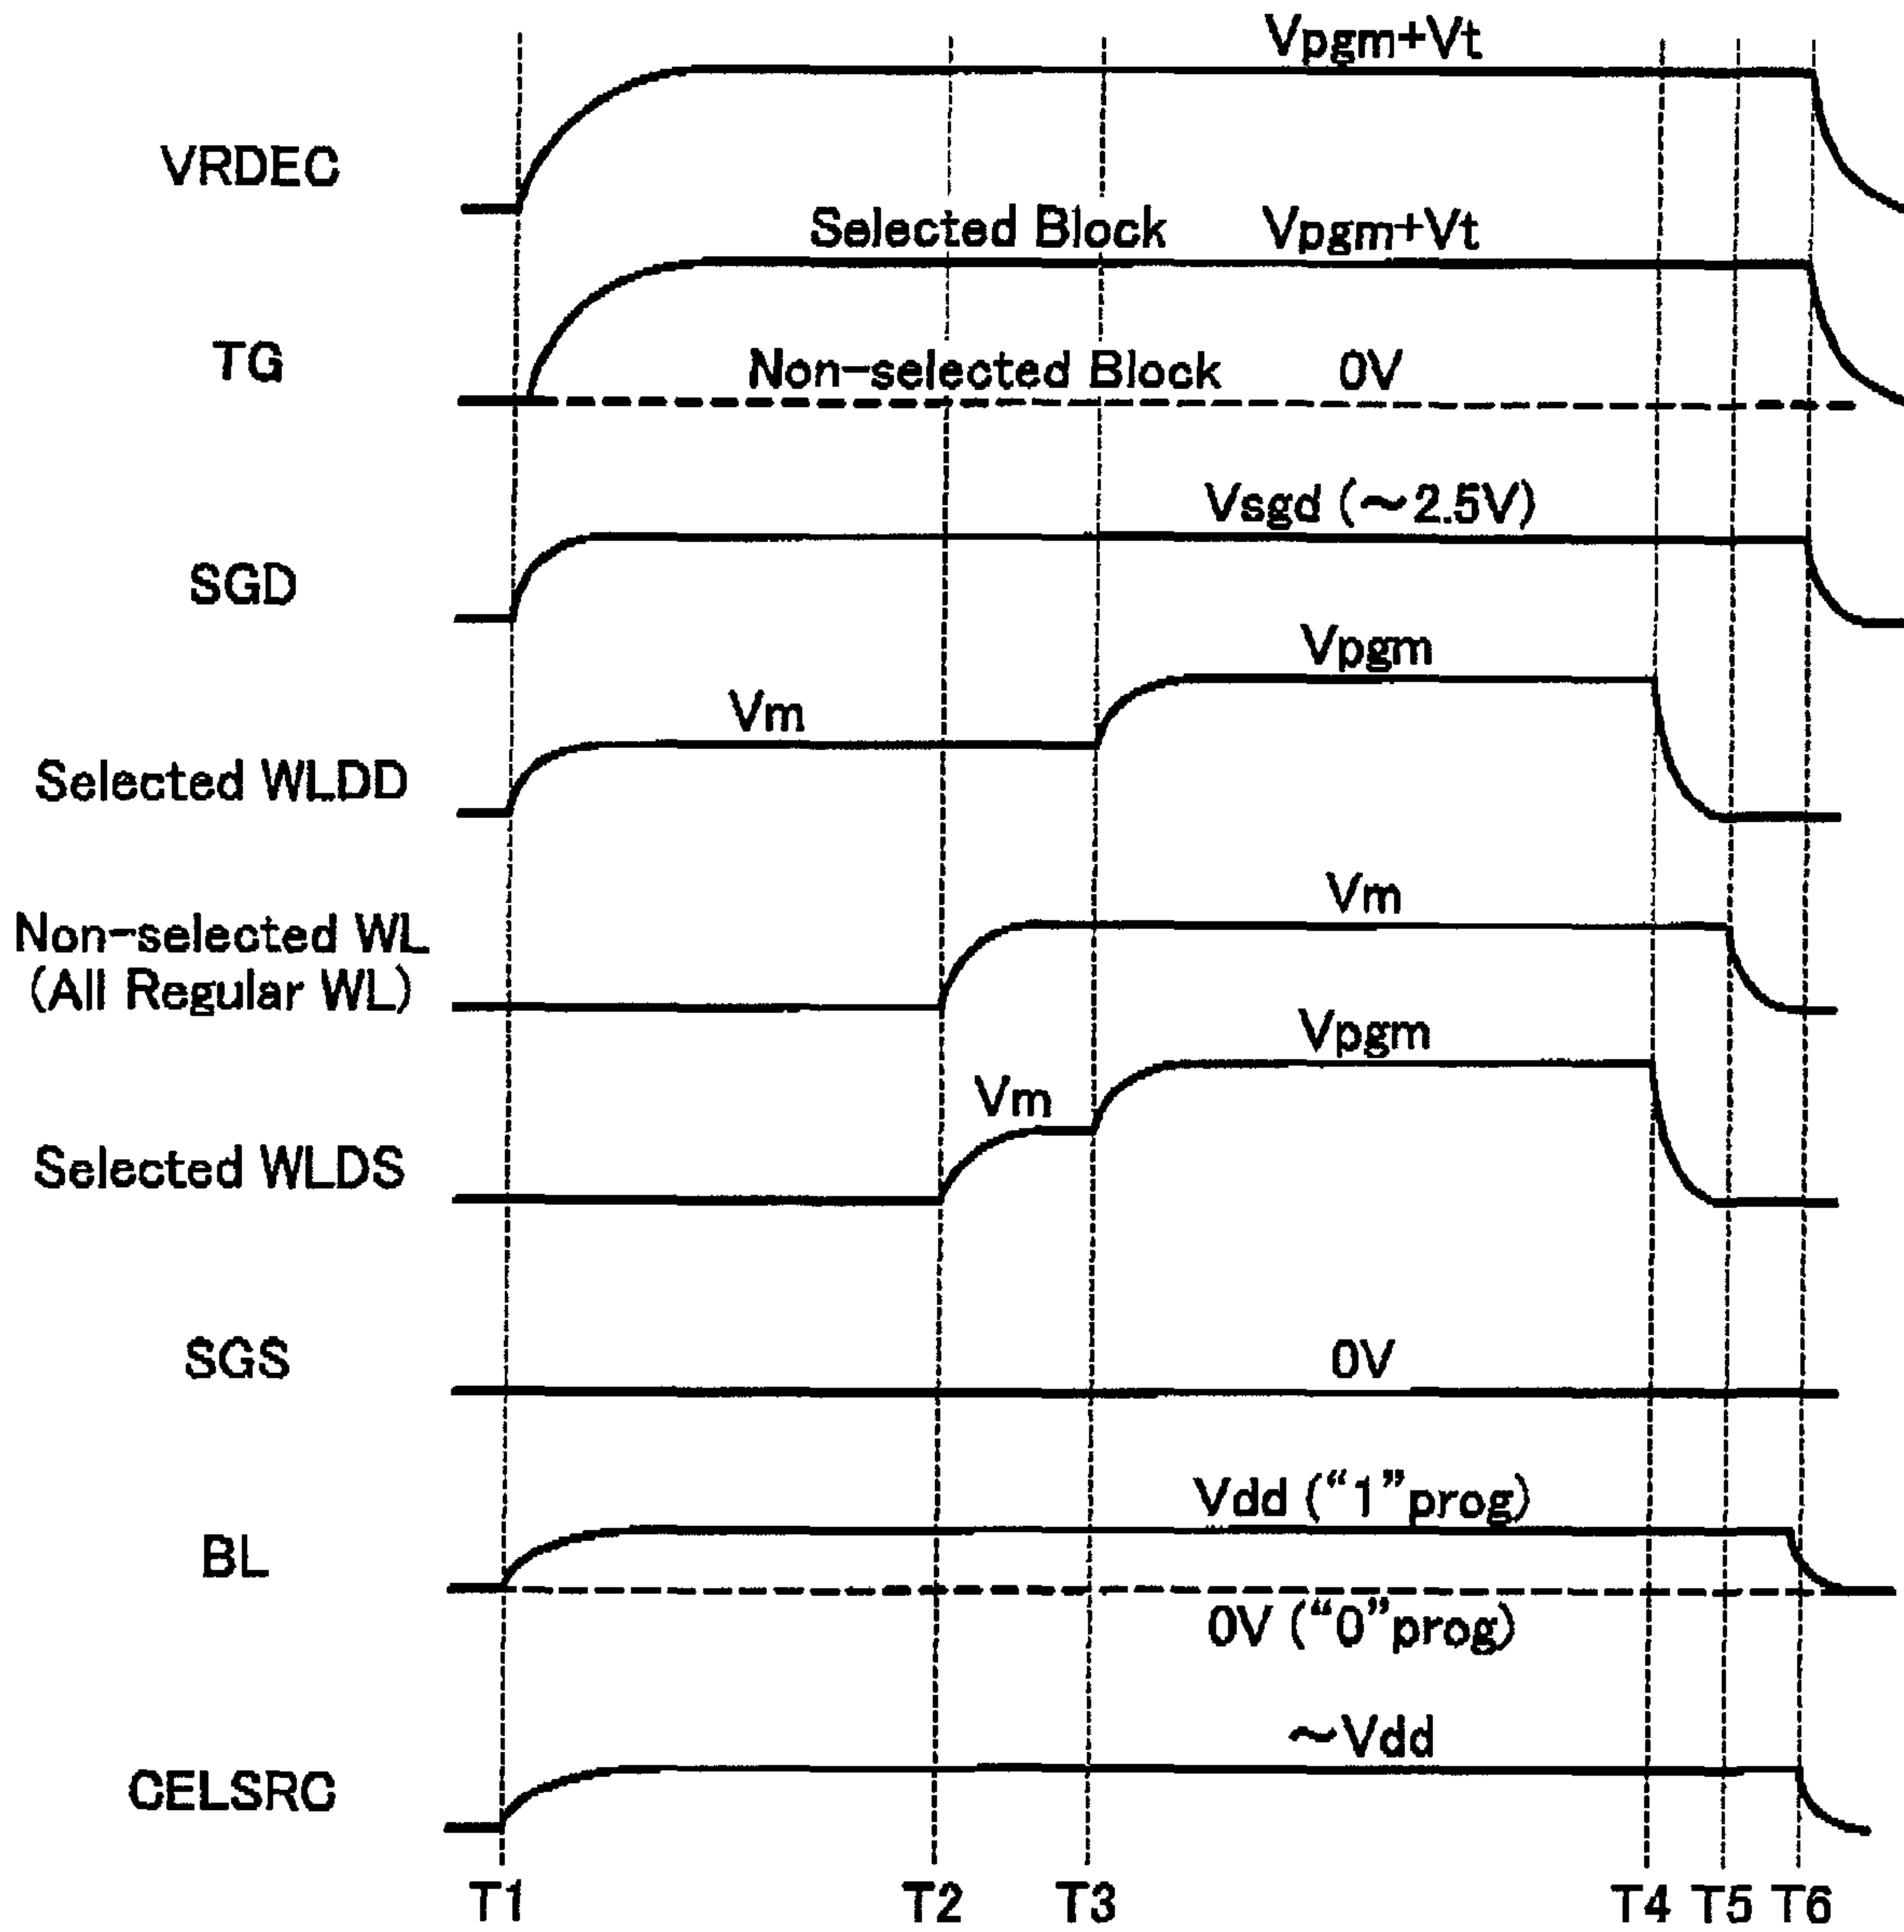 Vpgm+Vt
VRDEC
Selected Block Vpgm+Vt
TG
Non-selected Block 0V
Vsgd (～2.5V)
SGD
Vpgm
Vm
Selected WLDD
Vm
Non-selected WL
(All Regular WL)
Vpgm
Vm
Selected WLDS
SGS
0V
Vdd ("1"prog)
BL
0V ("0"prog)
～Vdd
CELSRC
T1 T2 T3 T4 T5 T6